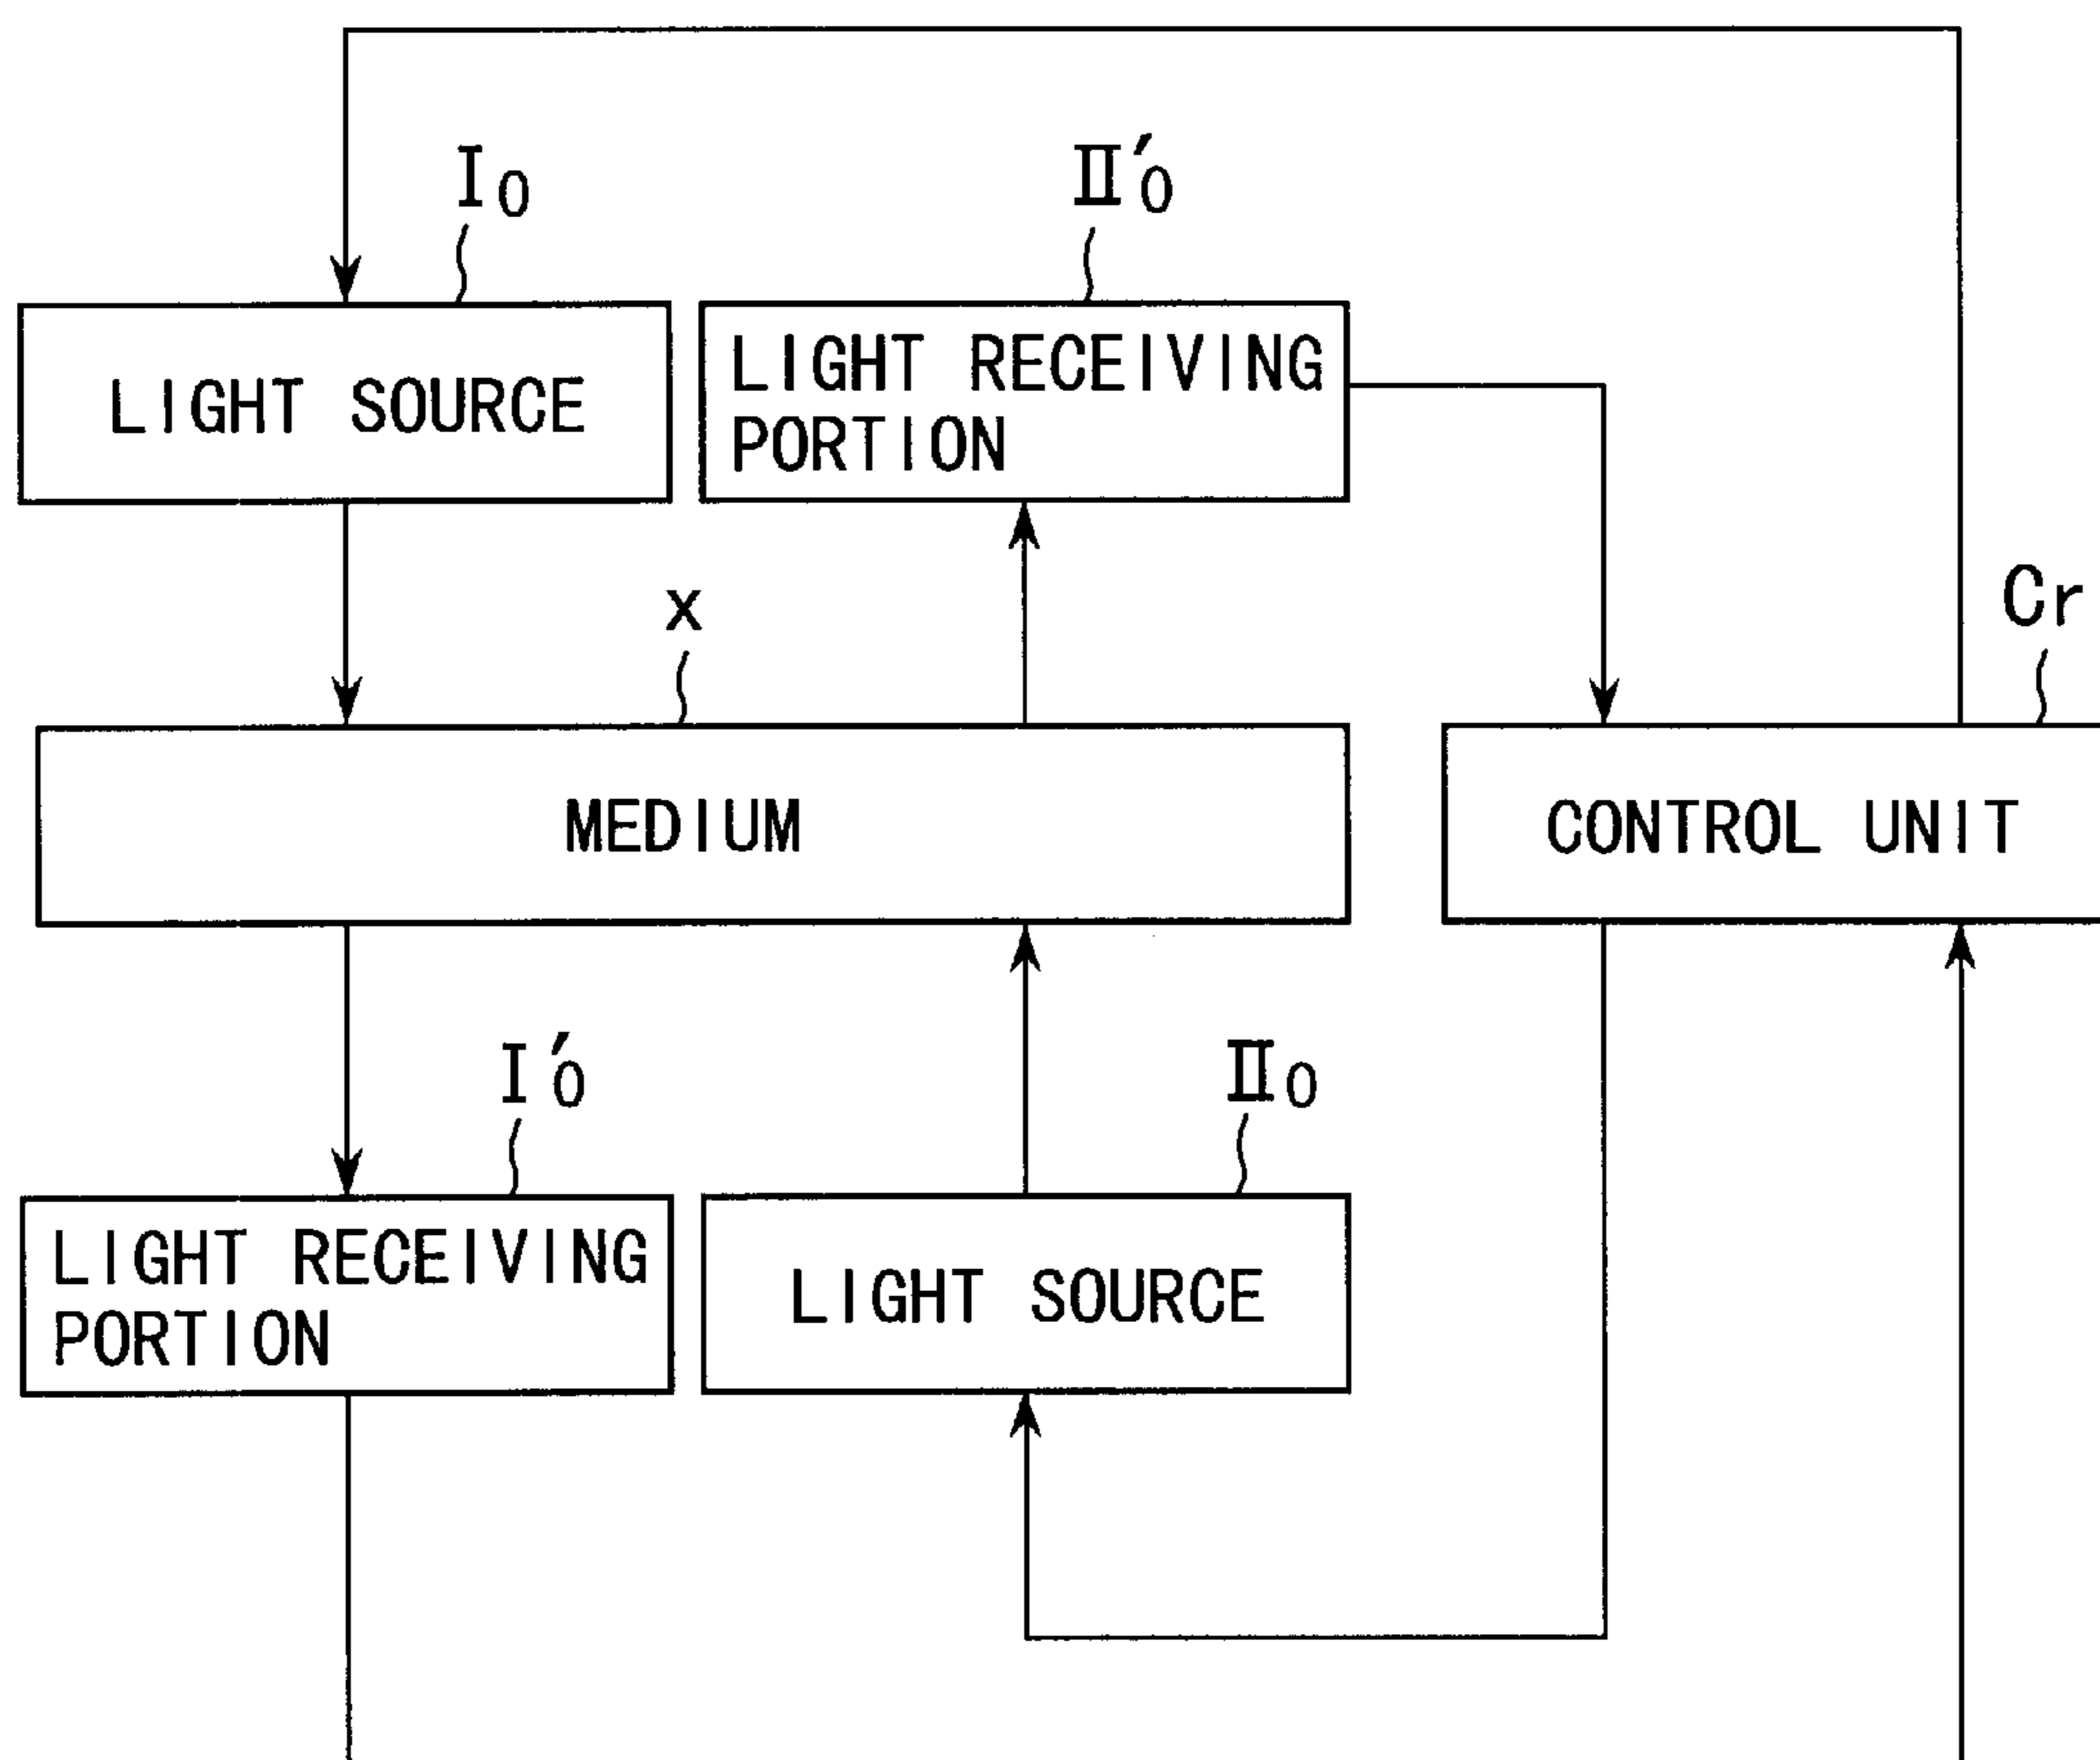 I0
II'0
LIGHT SOURCE
LIGHT RECEIVING
PORTION
x
Cr
MEDIUM
CONTROL UNIT
I'0
II0
LIGHT RECEIVING
PORTION
LIGHT SOURCE